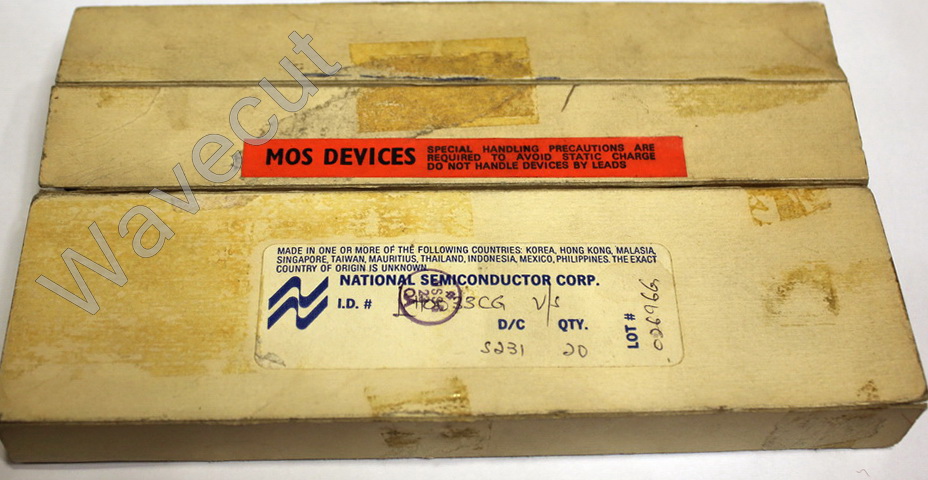 Wavecut
MOS DEVICES
SPECIAL HANDLING PRECAUTIONS ARE
REQUIRED TO AVOID STATIC CHARGE
DO NOT HANDLE DEVICES BY LEADS
MADE IN ONE OR MORE OF THE FOLLOWING COUNTRIES: KOREA, HONG KONG, MALASIA,
SINGAPORE, TAIWAN, MAURITIUS, THAILAND, INDONESIA, MEXICO, PHILIPPINES. THE EXACT
COUNTRY OF ORIGIN IS UNKNOWN
NATIONAL SEMICONDUCTOR CORP.
I.D. #
D/C QTY.
S231 20
LOT # 026966